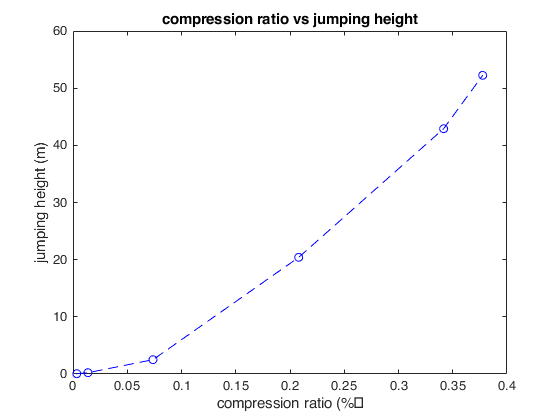 compression ratio vs jumping height
60
50
40
30
20
10
0
jumping height (m)
0 0.05 0.1 0.15 0.2 0.25 0.3 0.35 0.4
compression ratio (%□